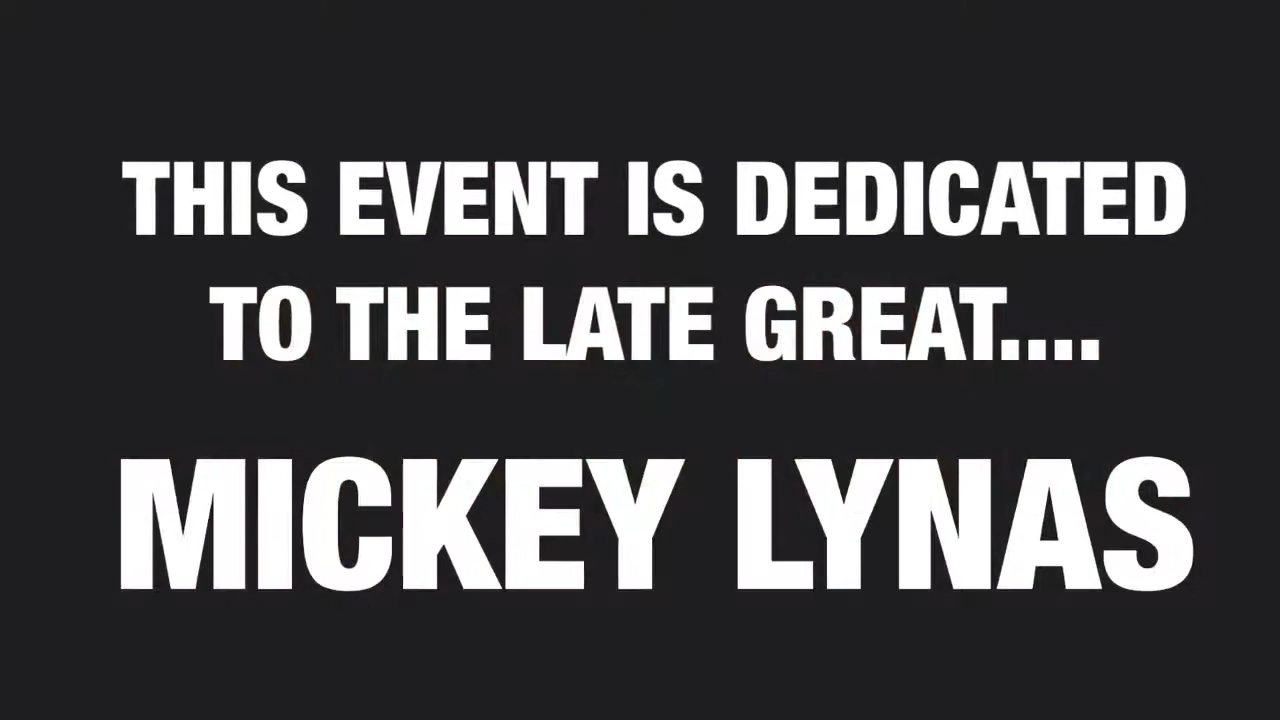 THIS EVENT IS DEDICATED
TO THE LATE GREAT....
MICKEY LYNAS